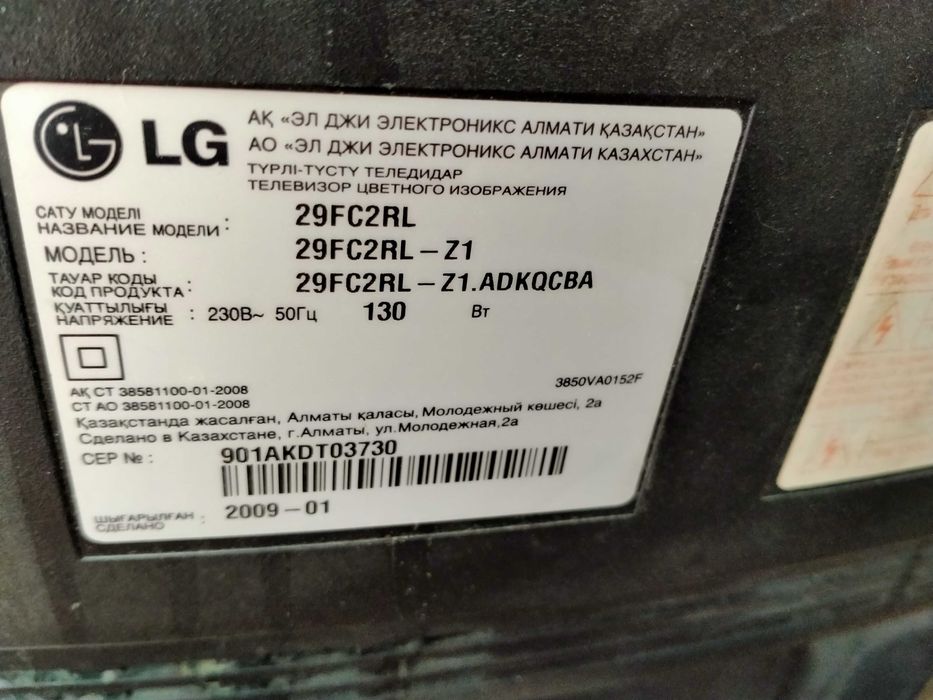 LG
АҚ «ЭЛ ДЖИ ЭЛЕКТРОНИКС АЛМАТИ ҚАЗАҚСТАН»
АО «ЭЛ ДЖИ ЭЛЕКТРОНИКС АЛМАТИ КАЗАХСТАН»
ТҮРЛІ-ТҮСТҮ ТЕЛЕДИДАР
ТЕЛЕВИЗОР ЦВЕТНОГО ИЗОБРАЖЕНИЯ
САТУ МОДЕЛІ
НАЗВАНИЕ МОДЕЛИ : 29FC2RL
МОДЕЛЬ : 29FC2RL-Z1
ТАУАР КОДЫ
КОД ПРОДУКТА : 29FC2RL-Z1.ADKQCBA
ҚУАТТЫЛЫҒЫ
НАПРЯЖЕНИЕ : 230В~ 50Гц 130 Вт
АҚ СТ 38581100-01-2008
СТ АО 38581100-01-2008 3850VA0152F
Қазақстанда жасалған, Алматы қаласы, Молодежный көшесі, 2а
Сделано в Казахстане, г.Алматы, ул.Молодежная,2а
СЕР № : 901AKDT03730
ШЫҒАРЫЛҒАН
СДЕЛАНО : 2009-01